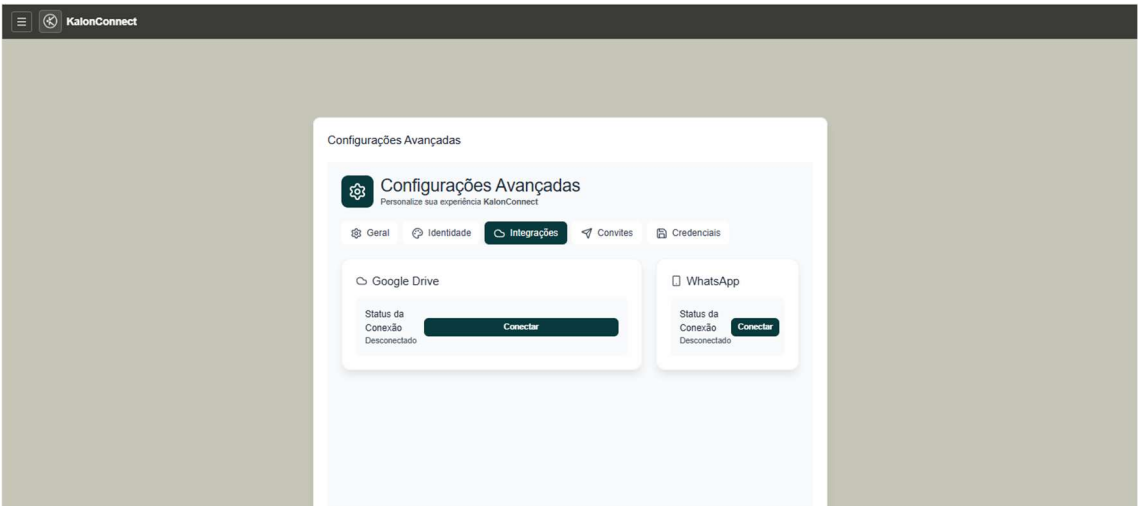 KalonConnect
Configurações Avançadas
Configurações Avançadas
Personalize sua experiência KalonConnect
Geral
Identidade
Integrações
Convites
Credenciais
Google Drive
Status da
Conexão
Desconectado
Conectar
WhatsApp
Status da
Conexão
Desconectado
Conectar